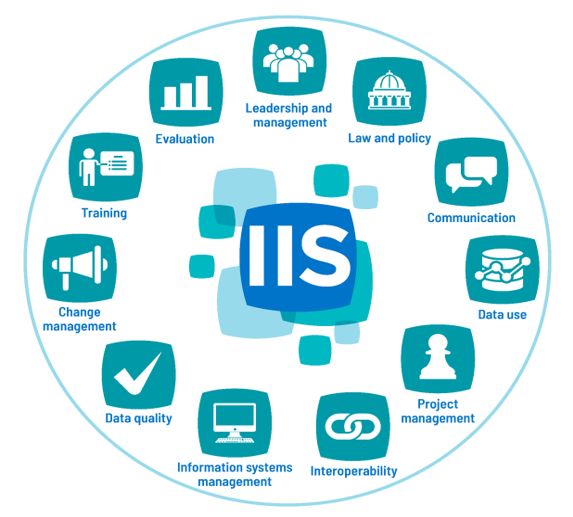 Leadership and
management
Law and policy
Communication
Data use
Project
management
Interoperability
Information systems
management
Data quality
Change
management
Training
Evaluation
IIS